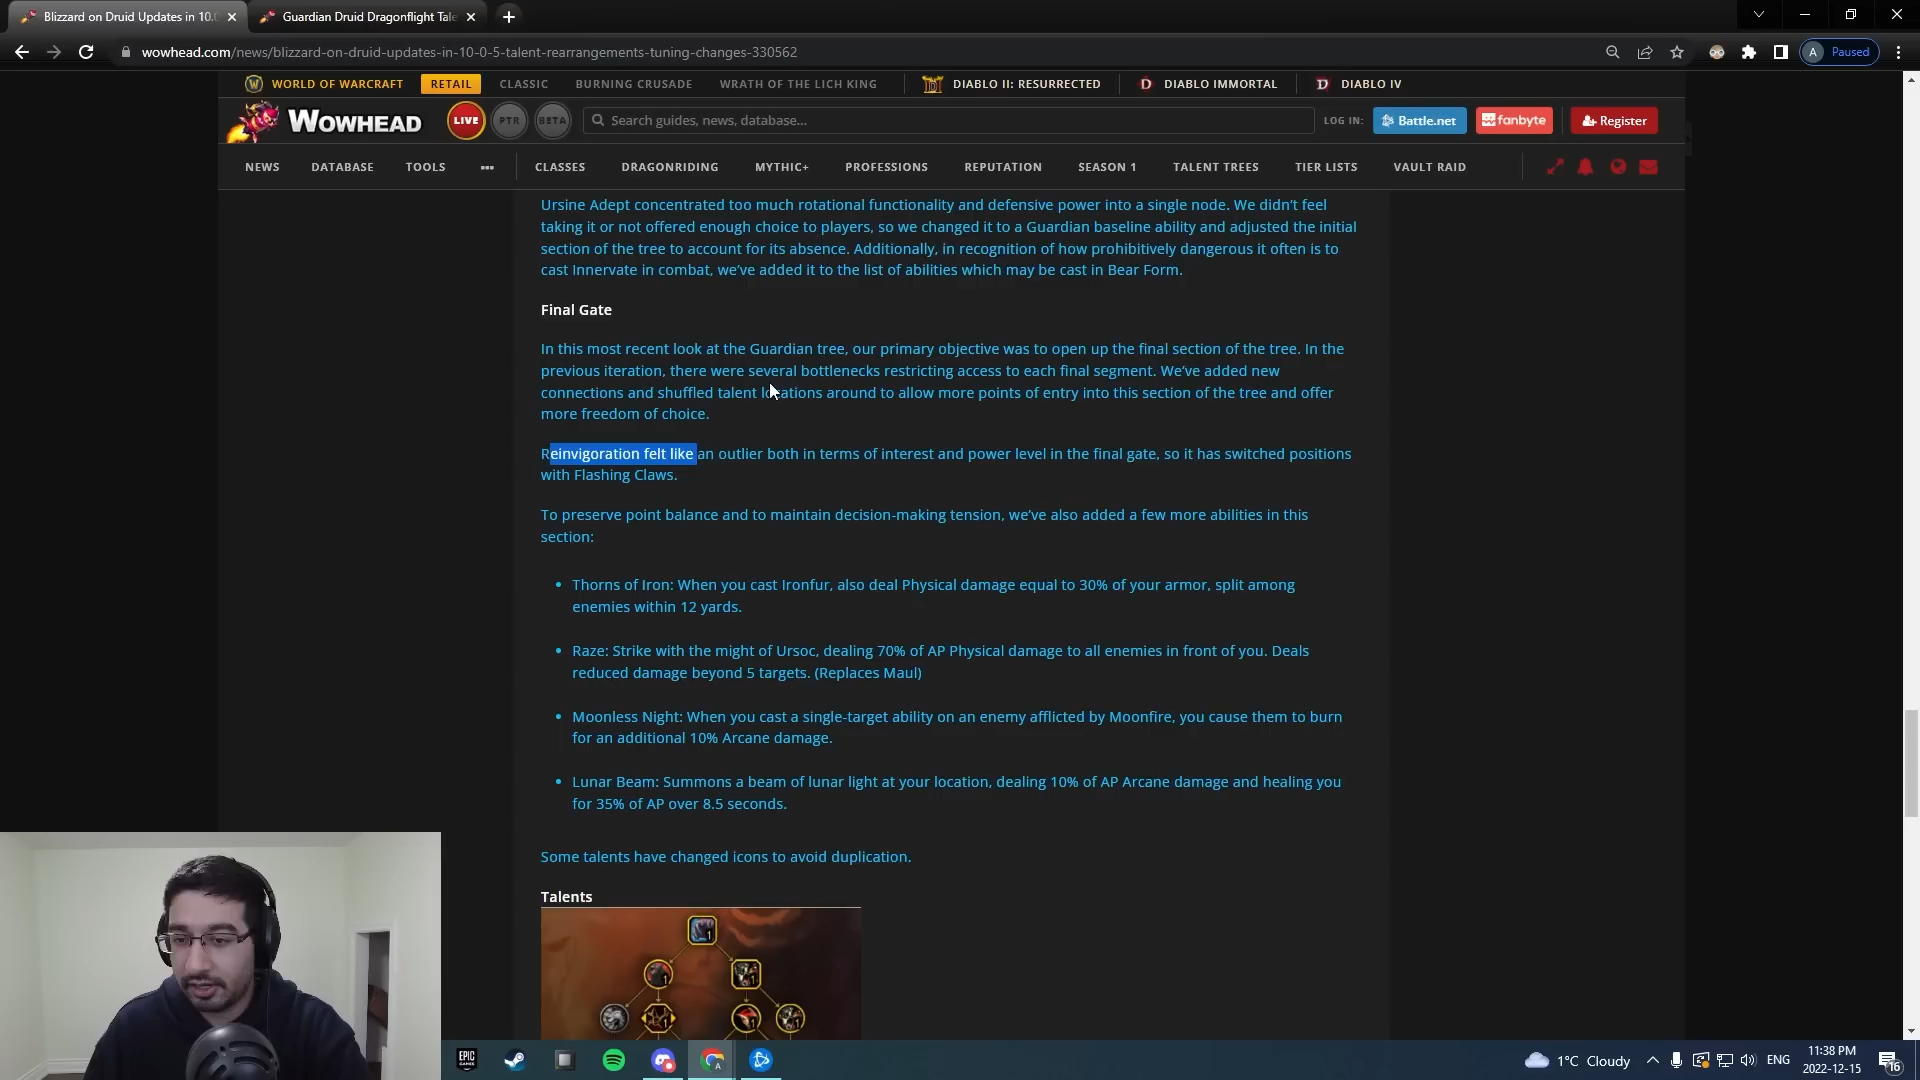 Blizzard on Druid Updates in 10.0
Guardian Druid Dragonflight Tale
wowhead.com/news/blizzard-on-druid-updates-in-10-0-5-talent-rearrangements-tuning-changes-330562
A Paused
WORLD OF WARCRAFT RETAIL CLASSIC BURNING CRUSADE WRATH OF THE LICH KING DIABLO II: RESURRECTED DIABLO IMMORTAL DIABLO IV
WOWHEAD LIVE PTR BETA Search guides, news, database... LOG IN: Battle.net fanbyte Register
NEWS DATABASE TOOLS ••• CLASSES DRAGONRIDING MYTHIC+ PROFESSIONS REPUTATION SEASON 1 TALENT TREES TIER LISTS VAULT RAID
Ursine Adept concentrated too much rotational functionality and defensive power into a single node. We didn't feel
taking it or not offered enough choice to players, so we changed it to a Guardian baseline ability and adjusted the initial
section of the tree to account for its absence. Additionally, in recognition of how prohibitively dangerous it often is to
cast Innervate in combat, we've added it to the list of abilities which may be cast in Bear Form.
Final Gate
In this most recent look at the Guardian tree, our primary objective was to open up the final section of the tree. In the
previous iteration, there were several bottlenecks restricting access to each final segment. We've added new
connections and shuffled talent locations around to allow more points of entry into this section of the tree and offer
more freedom of choice.
Reinvigoration felt like an outlier both in terms of interest and power level in the final gate, so it has switched positions
with Flashing Claws.
To preserve point balance and to maintain decision-making tension, we've also added a few more abilities in this
section:
• Thorns of Iron: When you cast Ironfur, also deal Physical damage equal to 30% of your armor, split among
enemies within 12 yards.
• Raze: Strike with the might of Ursoc, dealing 70% of AP Physical damage to all enemies in front of you. Deals
reduced damage beyond 5 targets. (Replaces Maul)
• Moonless Night: When you cast a single-target ability on an enemy afflicted by Moonfire, you cause them to burn
for an additional 10% Arcane damage.
• Lunar Beam: Summons a beam of lunar light at your location, dealing 10% of AP Arcane damage and healing you
for 35% of AP over 8.5 seconds.
Some talents have changed icons to avoid duplication.
Talents
1
1 1
1 1 1
EPIC GAMES
1°C Cloudy ENG 11:38 PM
2022-12-15
16